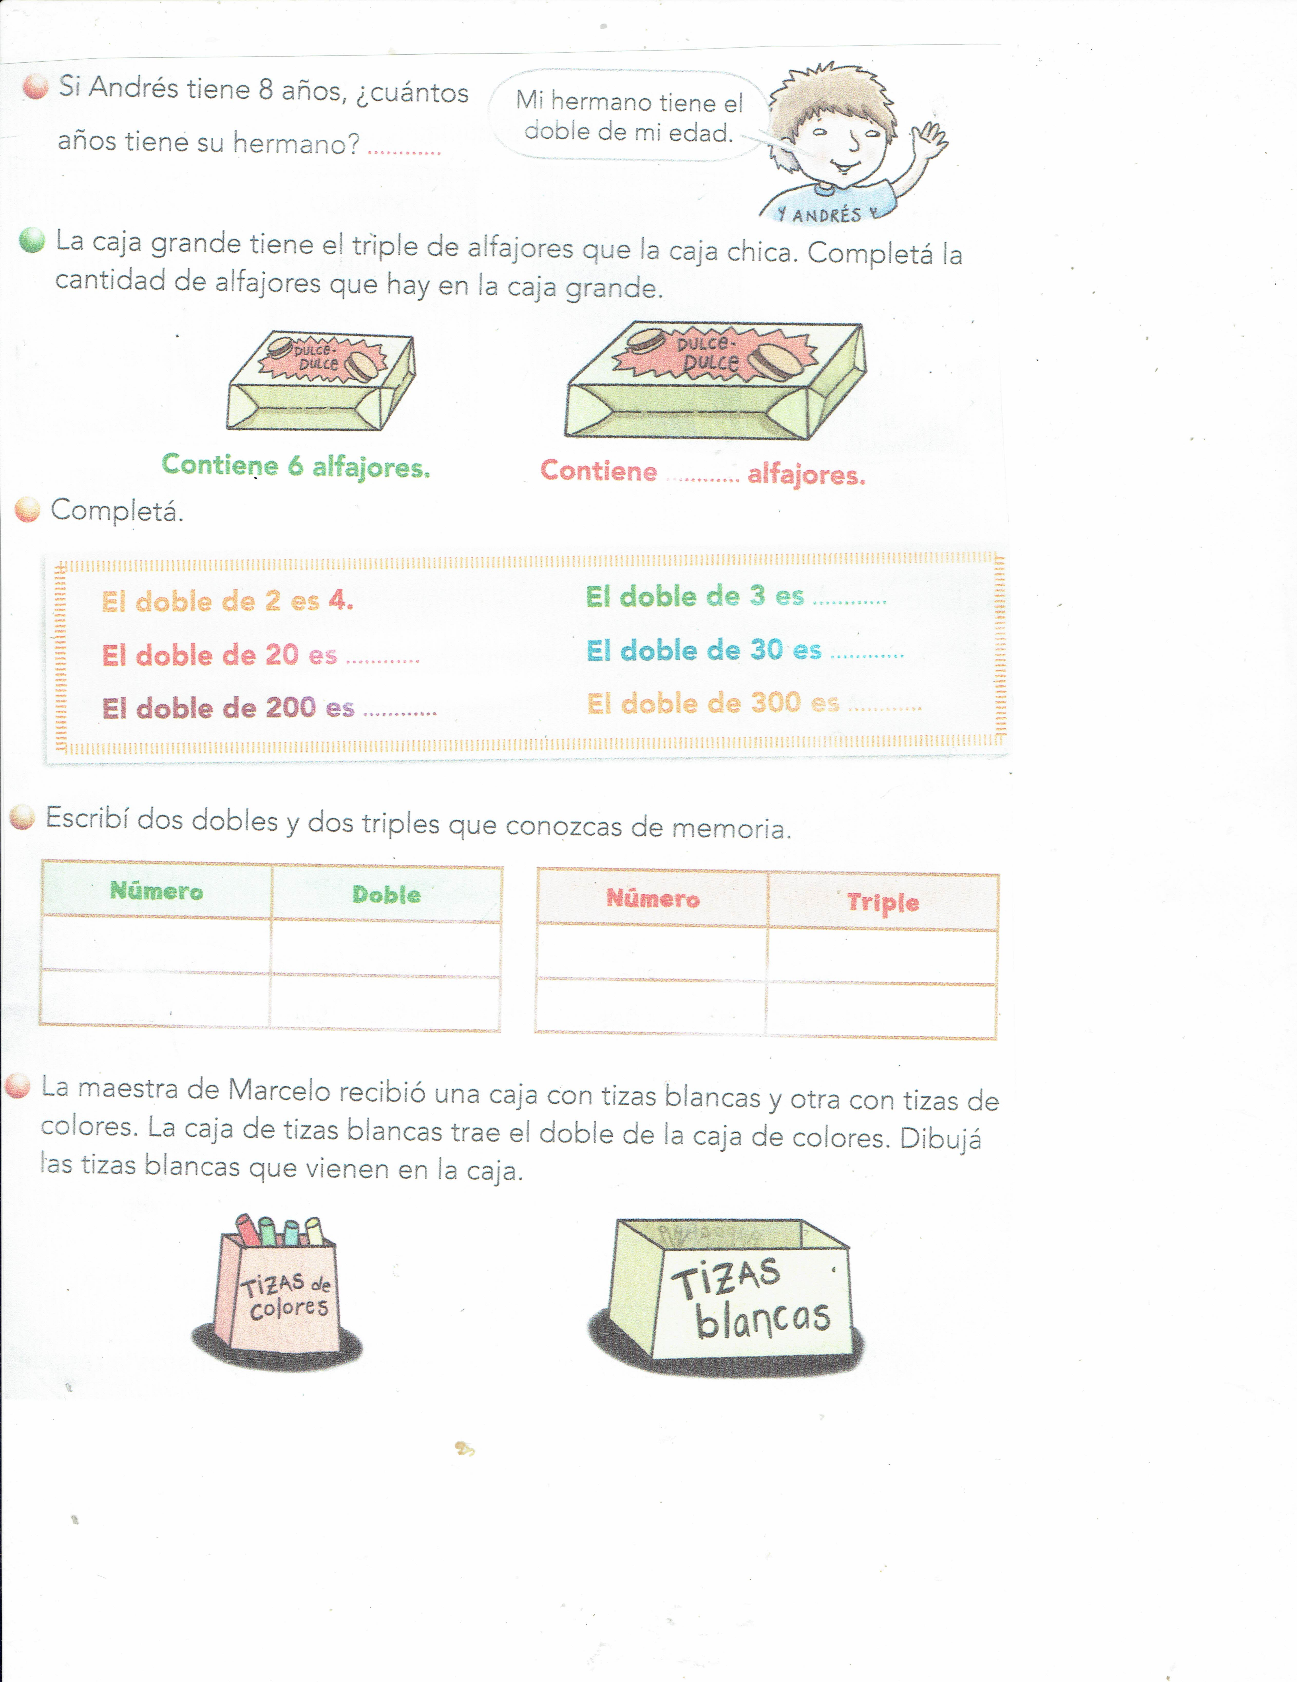 Si Andrés tiene 8 años, ¿cuántos
años tiene su hermano? ............
Mi hermano tiene el
doble de mi edad.
ANDRÉS
La caja grande tiene el triple de alfajores que la caja chica. Completá la
cantidad de alfajores que hay en la caja grande.
DULCE-
DULCE
DULCE-
DULCE
Contiene 6 alfajores.
Contiene ............ alfajores.
Completá.
El doble de 2 es 4.
El doble de 3 es ............
El doble de 20 es ............
El doble de 30 es ............
El doble de 200 es ............
El doble de 300 es ............
Escribí dos dobles y dos triples que conozcas de memoria.
Número Doble
Número Triple
La maestra de Marcelo recibió una caja con tizas blancas y otra con tizas de
colores. La caja de tizas blancas trae el doble de la caja de colores. Dibujá
las tizas blancas que vienen en la caja.
TIZAS de
colores
TIZAS
blancas